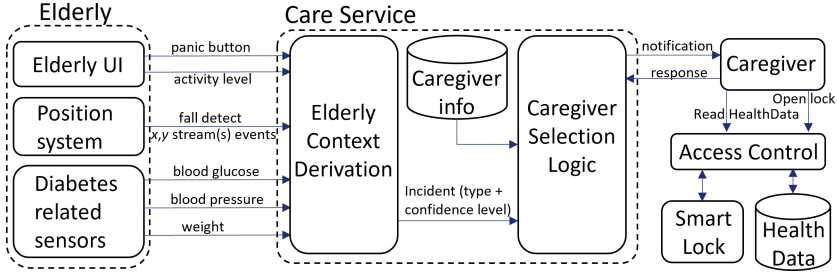 Elderly
Care Service
Elderly UI
panic button
activity level
Position
system
fall detect
x,y stream(s) events
Diabetes
related
sensors
blood glucose
blood pressure
weight
Elderly
Context
Derivation
Caregiver
info
Incident (type +
confidence level)
Caregiver
Selection
Logic
notification
response
Caregiver
Open lock
Read HealthData
Access Control
Smart
Lock
Health
Data